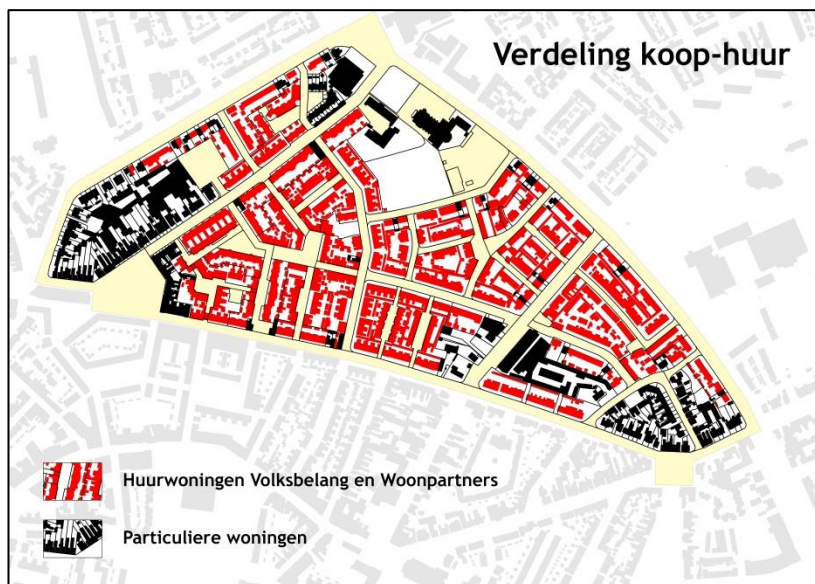 Verdeling koop-huur
Huurwoningen Volksbelang en Woonpartners
Particuliere woningen